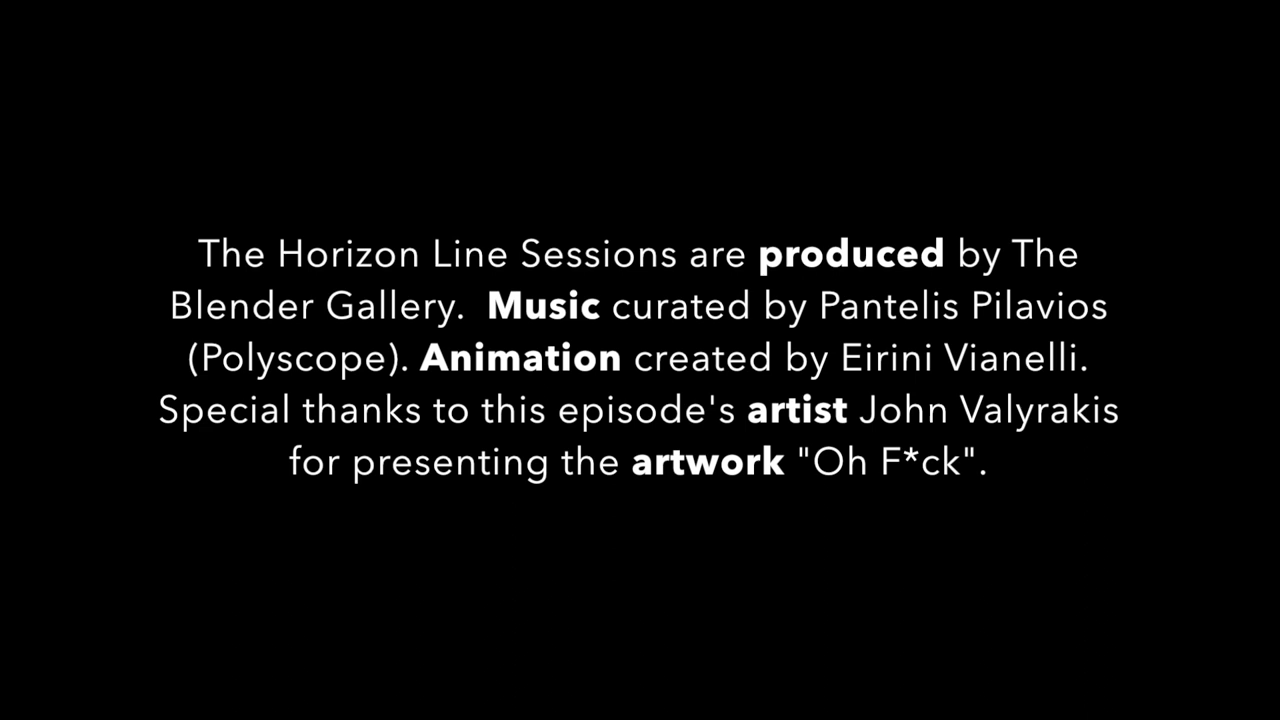 The Horizon Line Sessions are produced by The
Blender Gallery.  Music curated by Pantelis Pilavios
(Polyscope). Animation created by Eirini Vianelli.
Special thanks to this episode's artist John Valyrakis
for presenting the artwork "Oh F*ck".